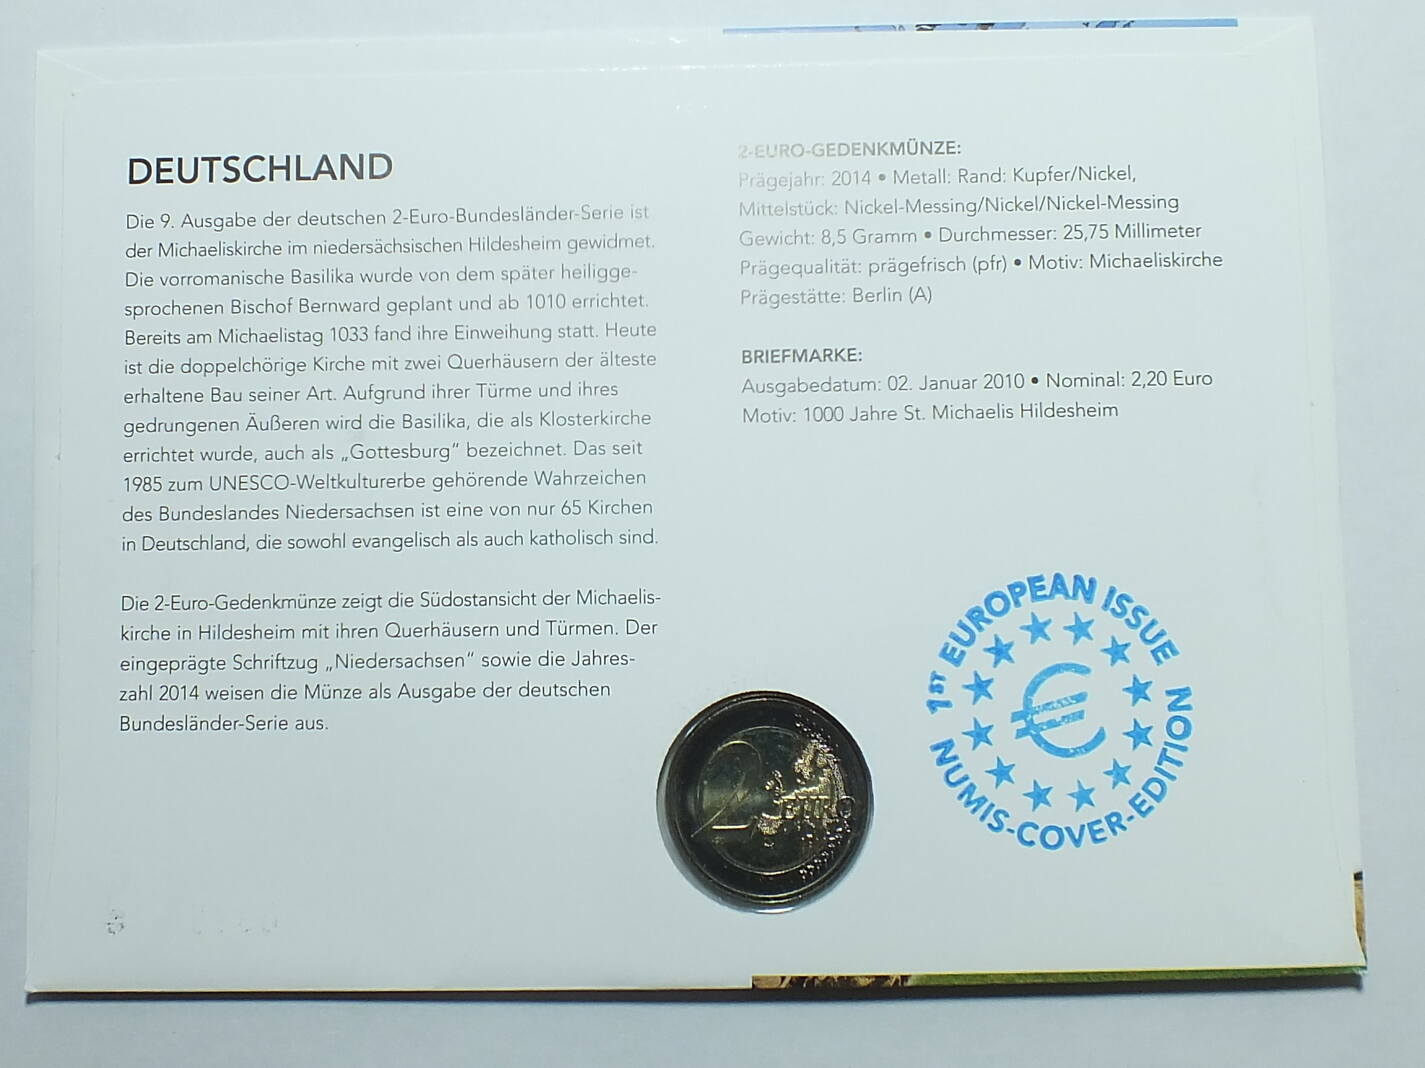 DEUTSCHLAND
Die 9. Ausgabe der deutschen 2-Euro-Bundesländer-Serie ist
der Michaeliskirche im niedersächsischen Hildesheim gewidmet.
Die vorromanische Basilika wurde von dem später heiligge-
sprochenen Bischof Bernward geplant und ab 1010 errichtet.
Bereits am Michaelistag 1033 fand ihre Einweihung statt. Heute
ist die doppelchörige Kirche mit zwei Querhäusern der älteste
erhaltene Bau seiner Art. Aufgrund ihrer Türme und ihres
gedrungenen Äußeren wird die Basilika, die als Klosterkirche
errichtet wurde, auch als „Gottesburg“ bezeichnet. Das seit
1985 zum UNESCO-Weltkulturerbe gehörende Wahrzeichen
des Bundeslandes Niedersachsen ist eine von nur 65 Kirchen
in Deutschland, die sowohl evangelisch als auch katholisch sind.
Die 2-Euro-Gedenkmünze zeigt die Südostansicht der Michaelis-
kirche in Hildesheim mit ihren Querhäusern und Türmen. Der
eingeprägte Schriftzug „Niedersachsen“ sowie die Jahres-
zahl 2014 weisen die Münze als Ausgabe der deutschen
Bundesländer-Serie aus.
2-EURO-GEDENKMÜNZE:
Prägejahr: 2014 • Metall: Rand: Kupfer/Nickel,
Mittelstück: Nickel-Messing/Nickel/Nickel-Messing
Gewicht: 8,5 Gramm • Durchmesser: 25,75 Millimeter
Prägequalität: prägefrisch (pfr) • Motiv: Michaeliskirche
Prägestätte: Berlin (A)
BRIEFMARKE:
Ausgabedatum: 02. Januar 2010 • Nominal: 2,20 Euro
Motiv: 1000 Jahre St. Michaelis Hildesheim
1ST EUROPEAN ISSUE
€
NUMIS-COVER-EDITION
2 EURO